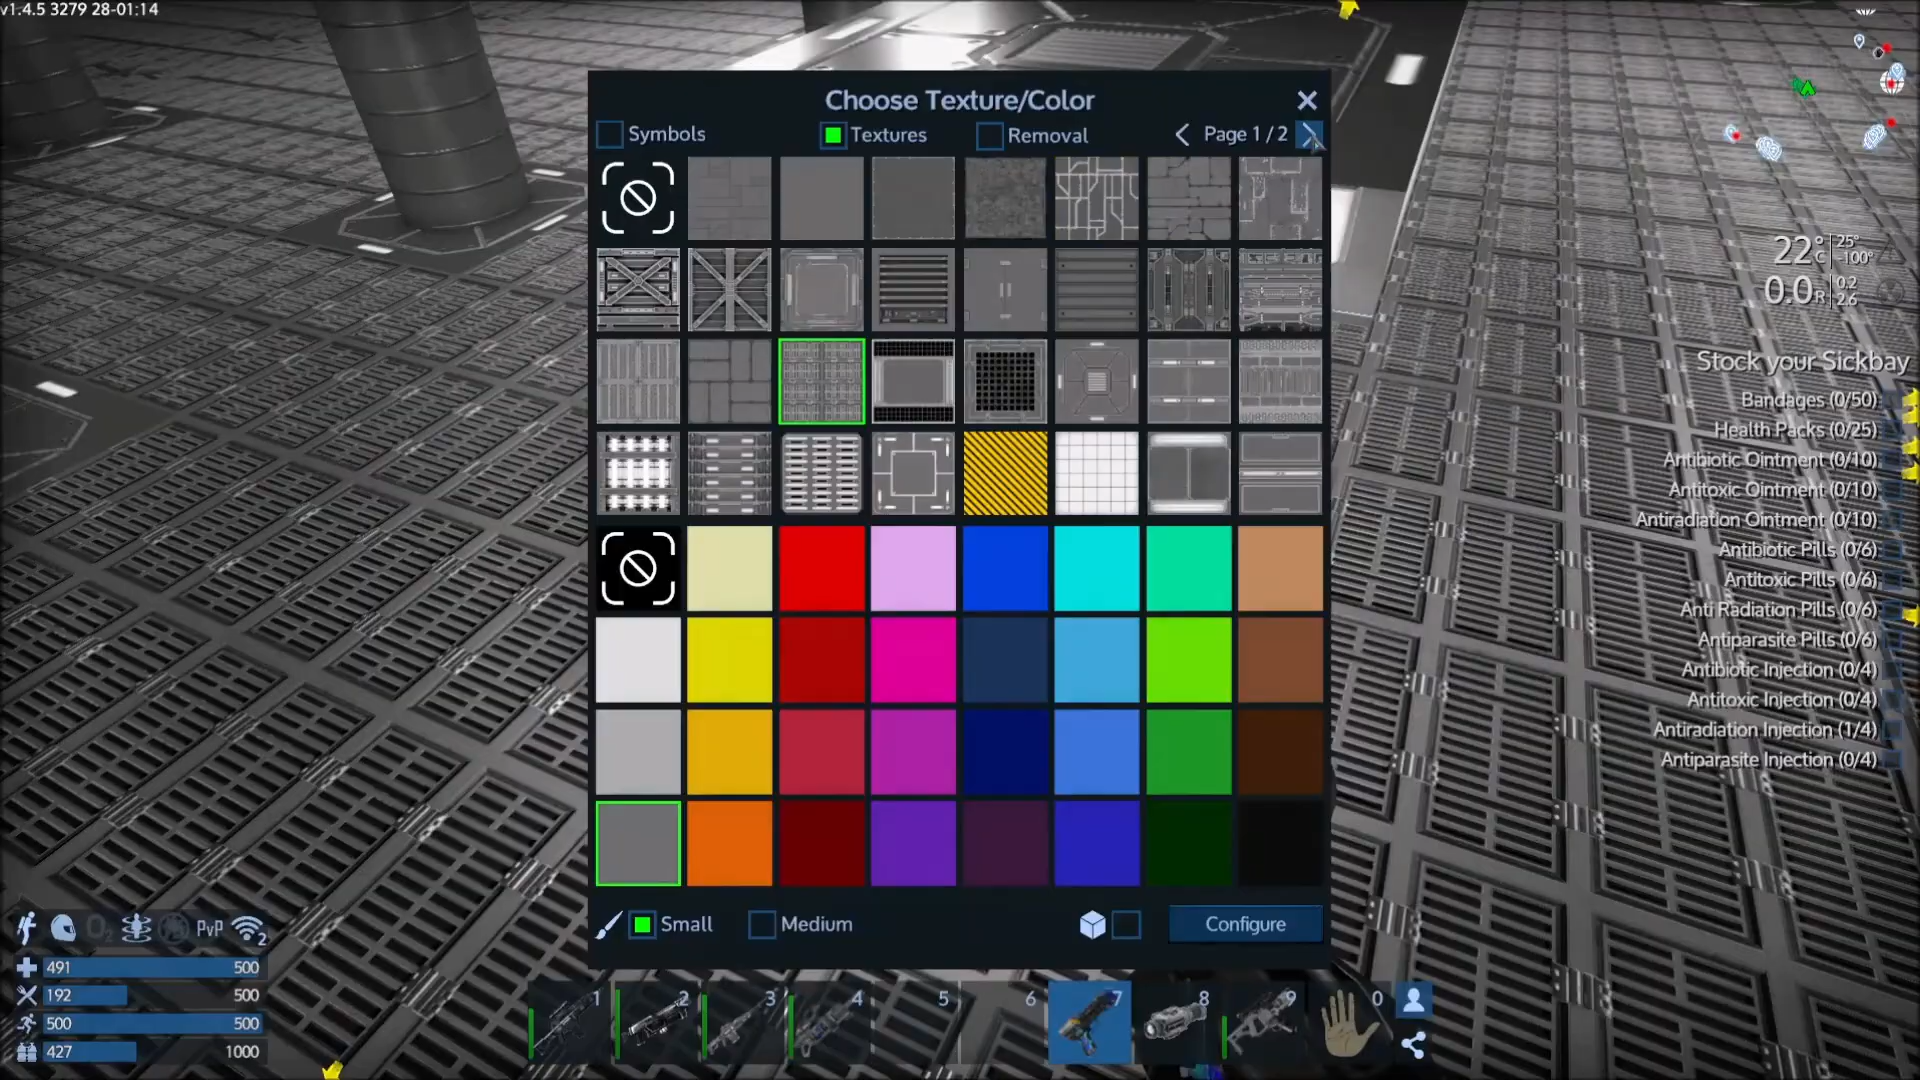 v1.4.5 3279 28-01:14
Choose Texture/Color
Symbols
Textures
Removal
Page 1 / 2
22°C 25° -100°
0.0R 0.2 2.6
Stock your Sickbay
Bandages (0/50)
Health Packs (0/25)
Antibiotic Ointment (0/10)
Antitoxic Ointment (0/10)
Antiradiation Ointment (0/10)
Antibiotic Pills (0/6)
Antitoxic Pills (0/6)
Anti Radiation Pills (0/6)
Antiparasite Pills (0/6)
Antibiotic Injection (0/4)
Antitoxic Injection (0/4)
Antiradiation Injection (1/4)
Antiparasite Injection (0/4)
Small
Medium
Configure
O2 PvP 2
491 500
192 500
500 500
427 1000
1 2 3 4 5 6 7 8 9 0